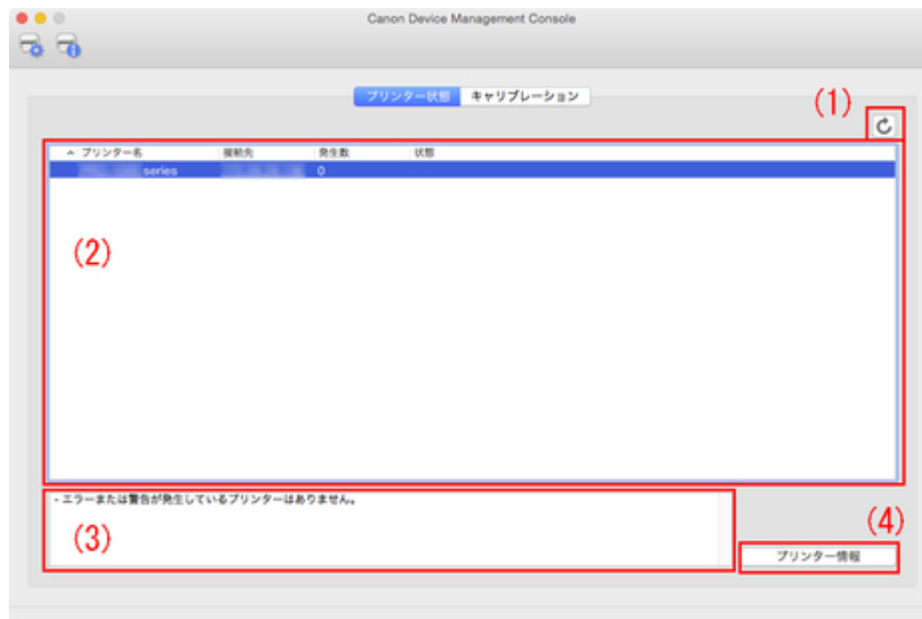 Canon Device Management Console
プリンター状態 キャリブレーション
(1)
プリンター名 接続先 発生数 状態
series 0
(2)
- エラーまたは警告が発生しているプリンターはありません。
(3)
(4)
プリンター情報